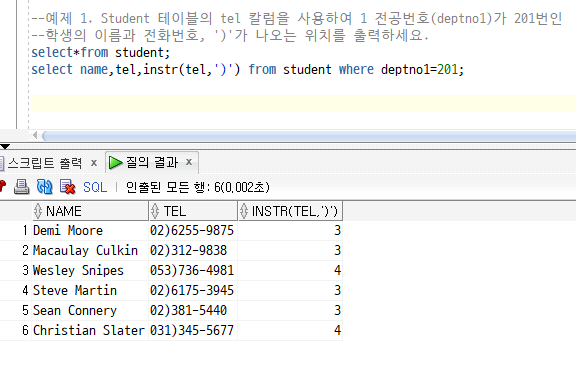 --예제 1. Student 테이블의 tel 칼럼을 사용하여 1 전공번호(deptno1)가 201번인
--학생의 이름과 전화번호, ')'가 나오는 위치를 출력하세요.
select*from student;
select name,tel,instr(tel,')') from student where deptno1=201;
스크립트 출력 x 질의 결과 x
SQL | 인출된 모든 행: 6(0,002초)
NAME TEL INSTR(TEL,')')
1 Demi Moore 02)6255-9875 3
2 Macaulay Culkin 02)312-9838 3
3 Wesley Snipes 053)736-4981 4
4 Steve Martin 02)6175-3945 3
5 Sean Connery 02)381-5440 3
6 Christian Slater 031)345-5677 4